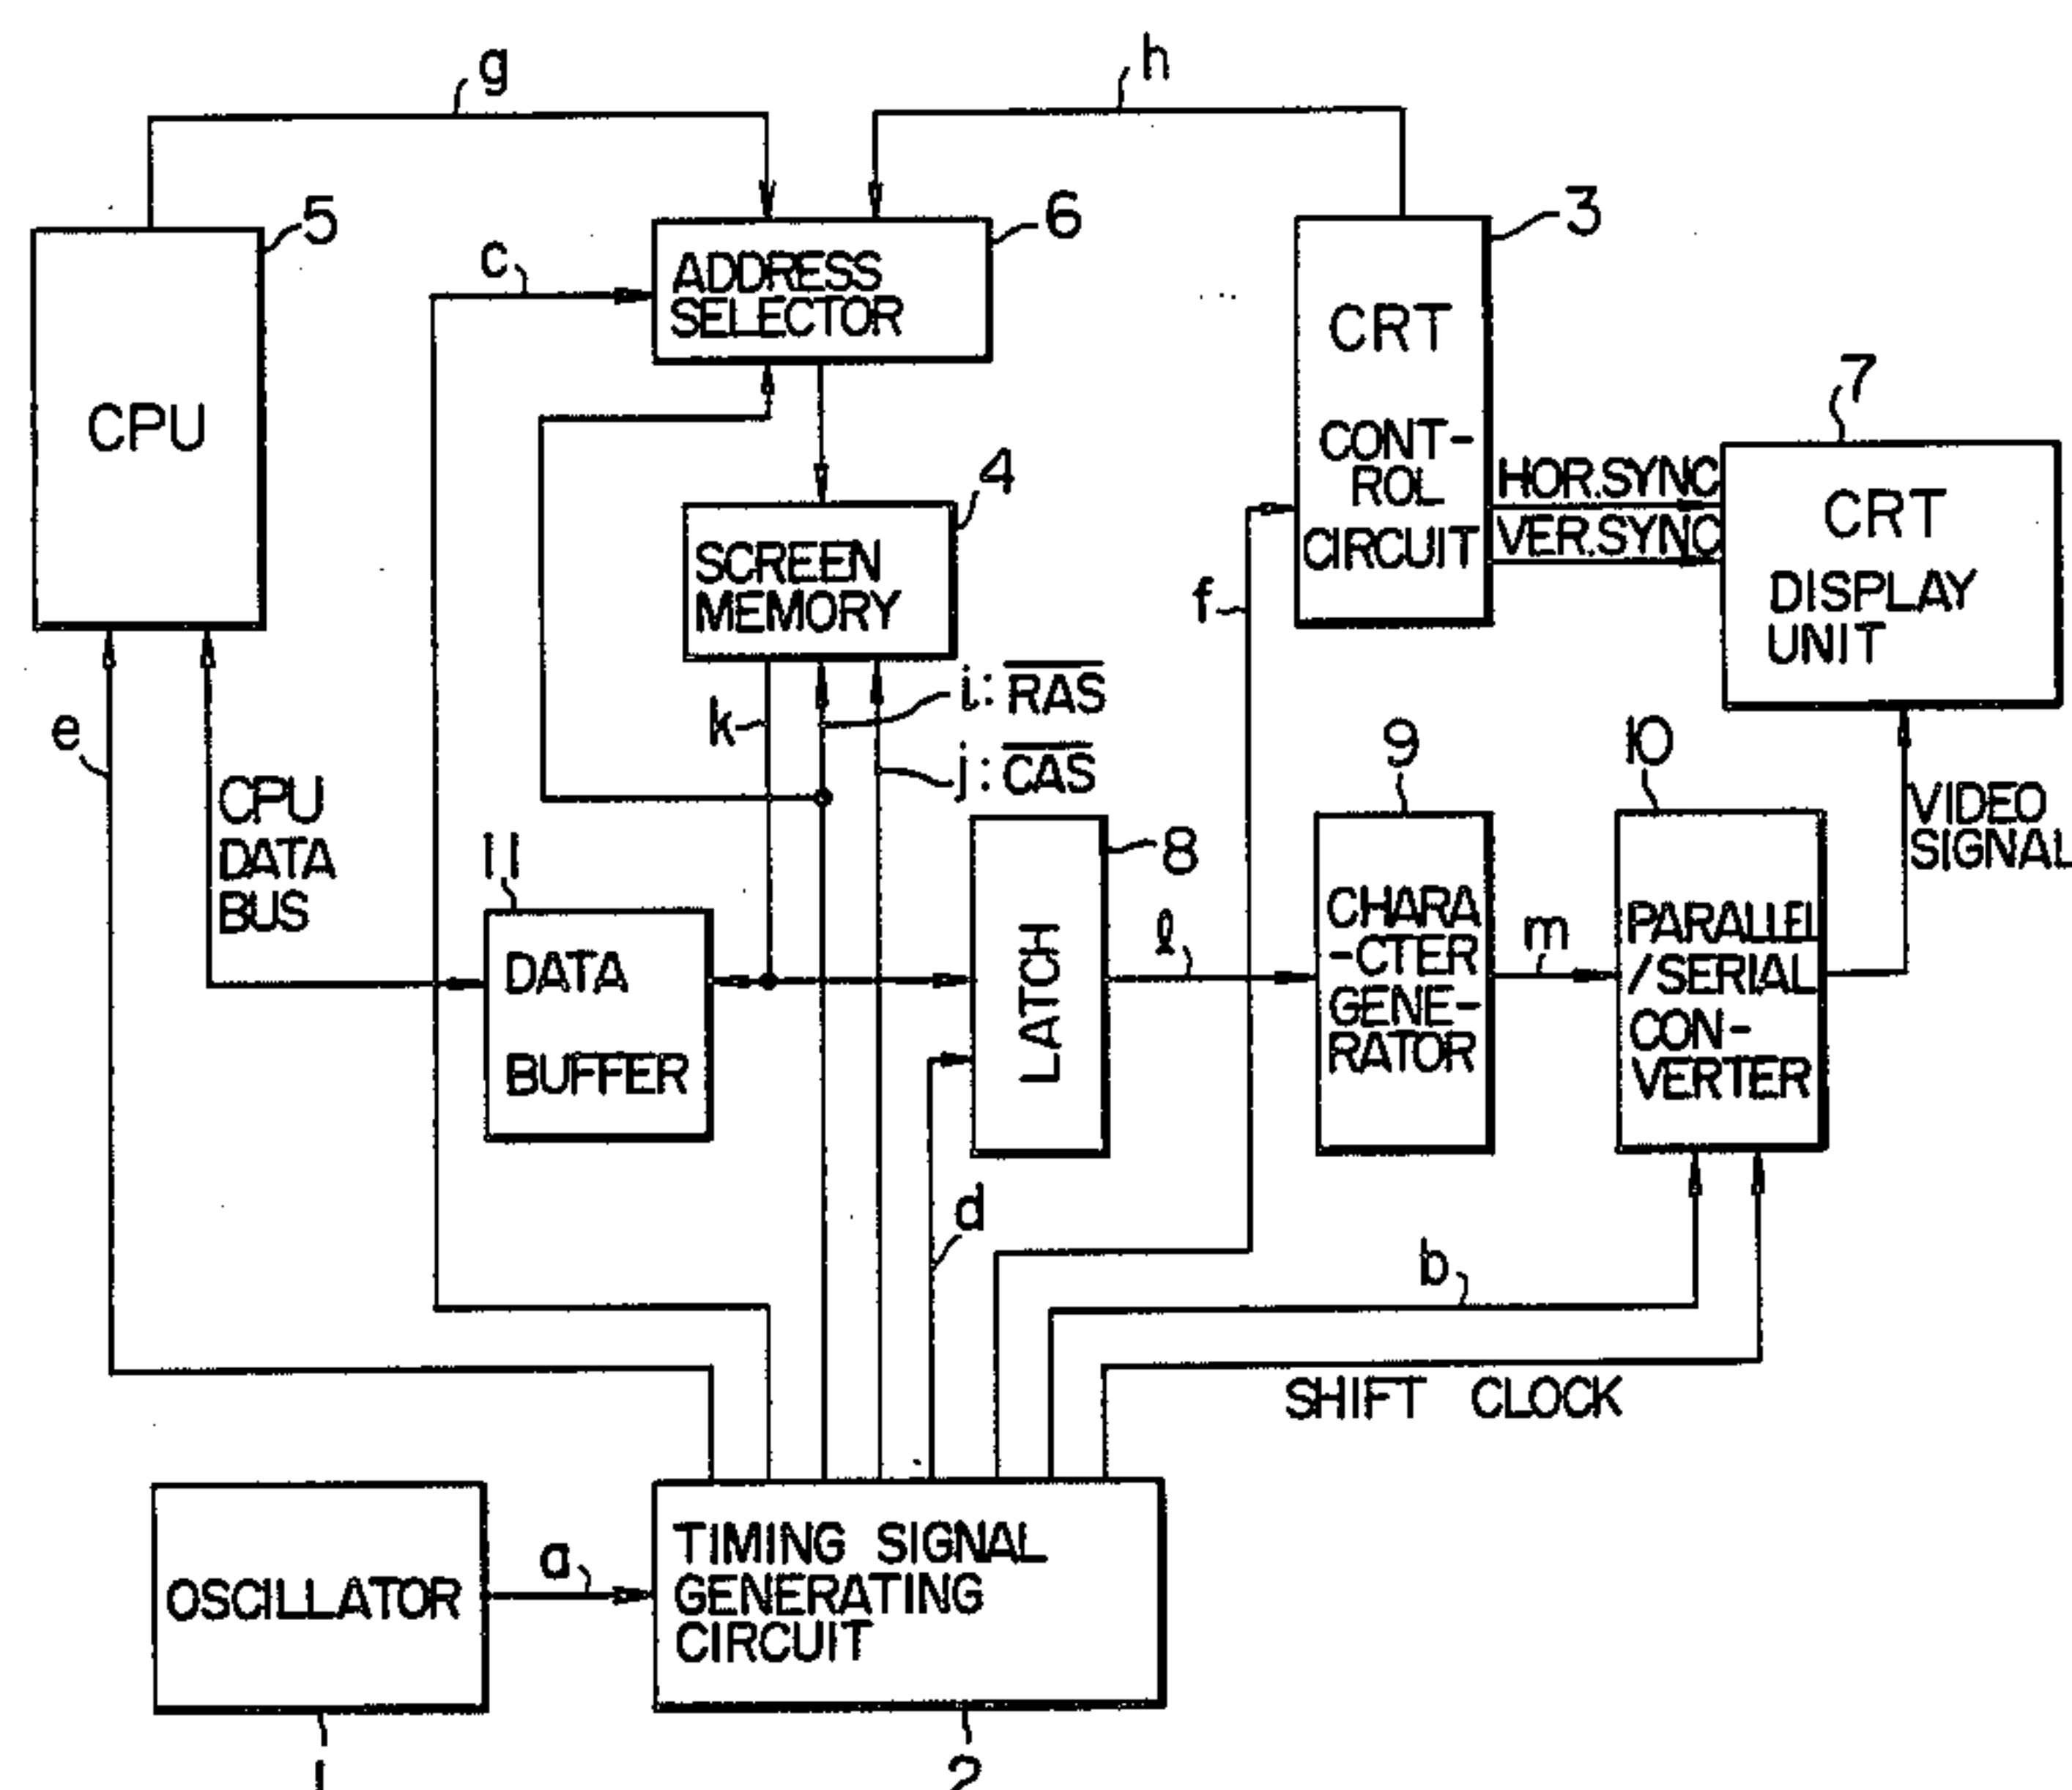 g
h
5
6
3
c
ADDRESS
SELECTOR
CRT
CONT-
ROL
CIRCUIT
CPU
7
4
HOR.SYNC
VER.SYNC
CRT
DISPLAY
UNIT
SCREEN
MEMORY
f
e
k
i: R̅A̅S̅
j: C̅A̅S̅
9
10
CPU
DATA
BUS
VIDEO
SIGNAL
11
8
DATA
BUFFER
LATCH
l
CHARA
-CTER
GENE-
RATOR
m
PARALLEL
/SERIAL
CON-
VERTER
d
b
SHIFT CLOCK
OSCILLATOR
a
TIMING SIGNAL
GENERATING
CIRCUIT
1
2